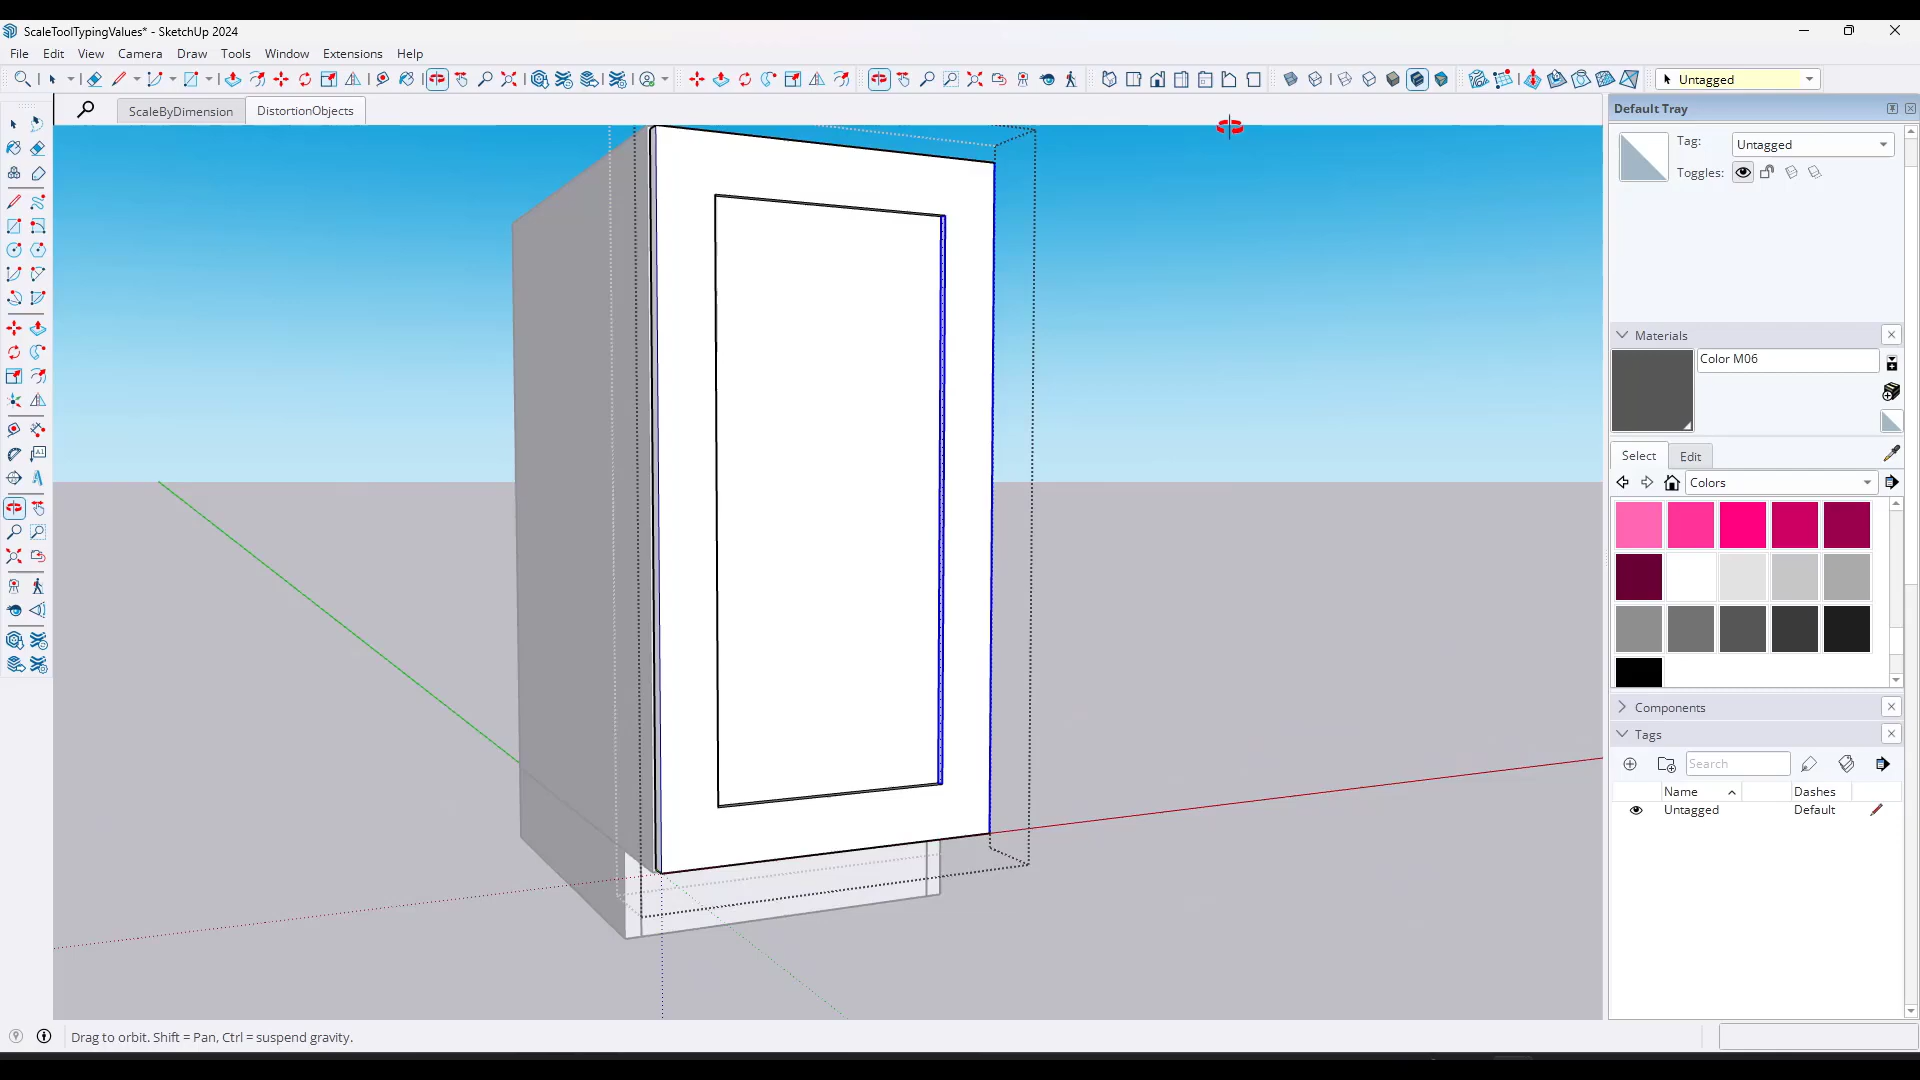 ScaleToolTypingValues* - SketchUp 2024
File Edit View Camera Draw Tools Window Extensions Help
Untagged
ScaleByDimension DistortionObjects
Default Tray
Tag: Untagged
Toggles:
Materials
Color M06
Select Edit
Colors
Components
Tags
Search
Name Dashes
Untagged Default
Drag to orbit. Shift = Pan, Ctrl = suspend gravity.